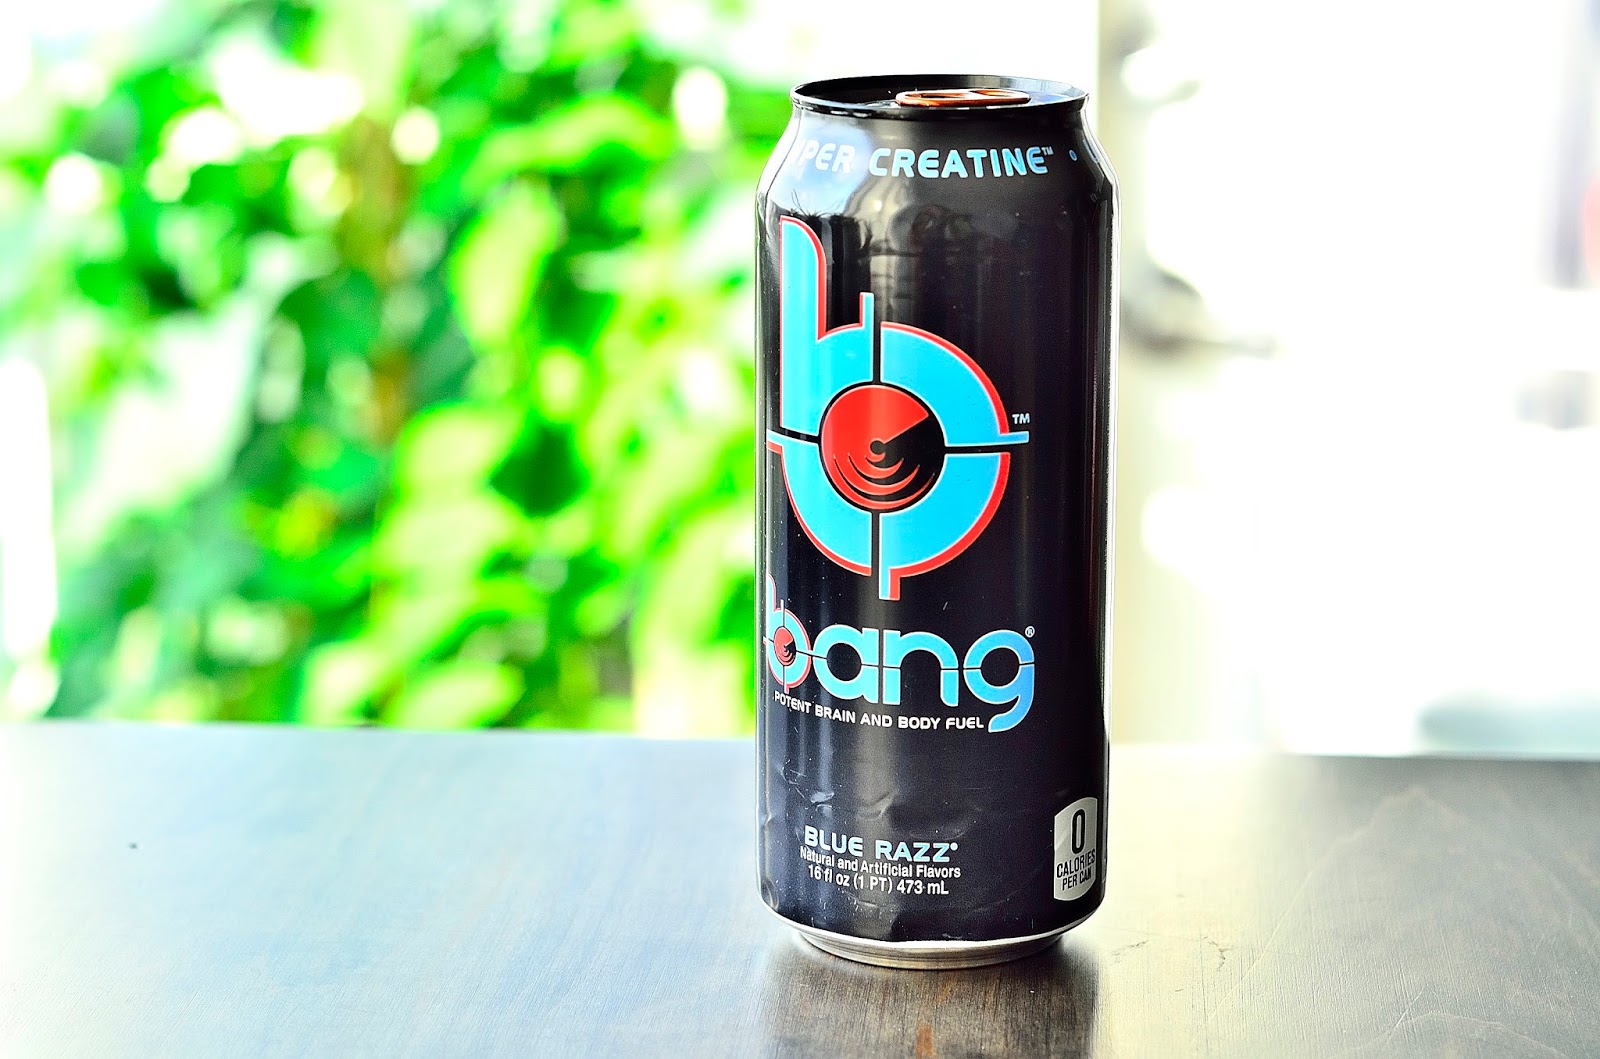 PER CREATINE™
™
bang®
POTENT BRAIN AND BODY FUEL
BLUE RAZZ®
Natural and Artificial Flavors
16 fl oz (1 PT) 473 mL
0
CALORIES
PER CAN